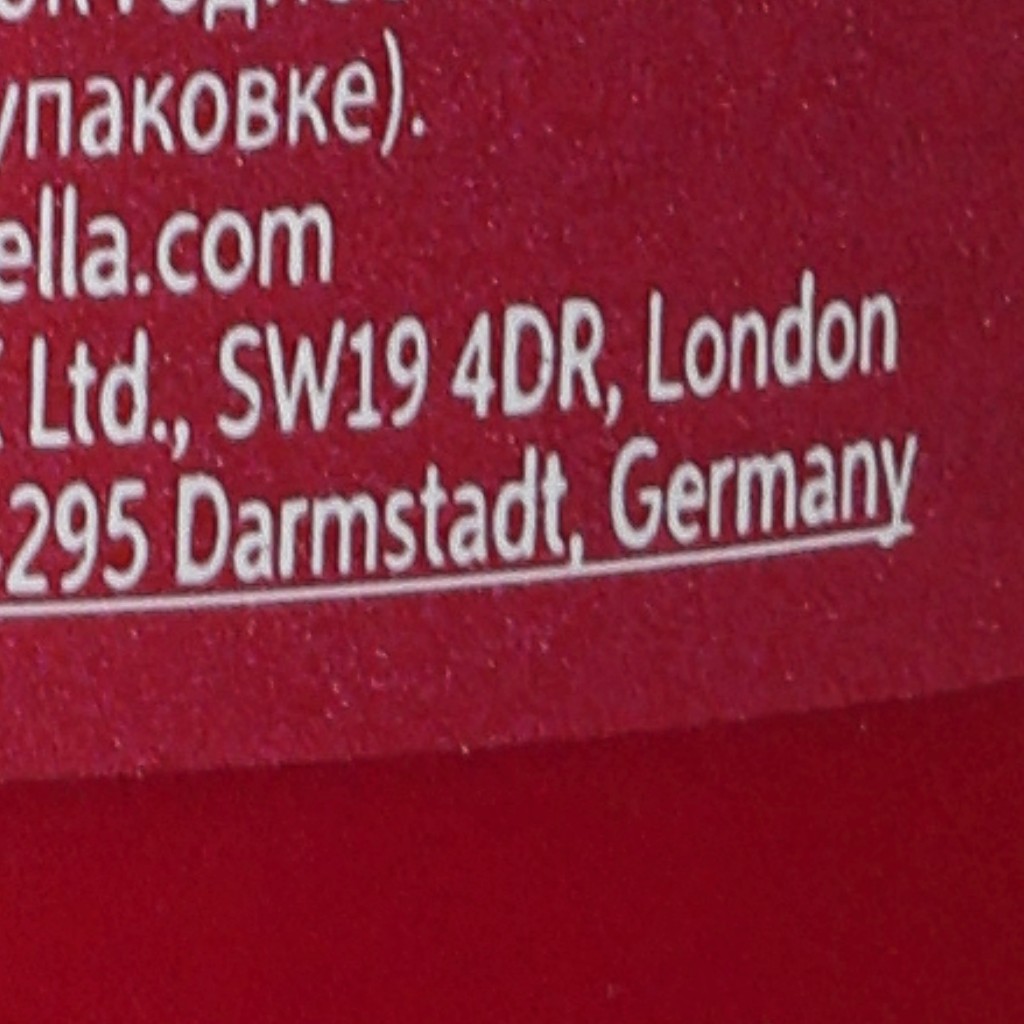 упаковке).
ella.com
Ltd., SW19 4DR, London
295 Darmstadt, Germany